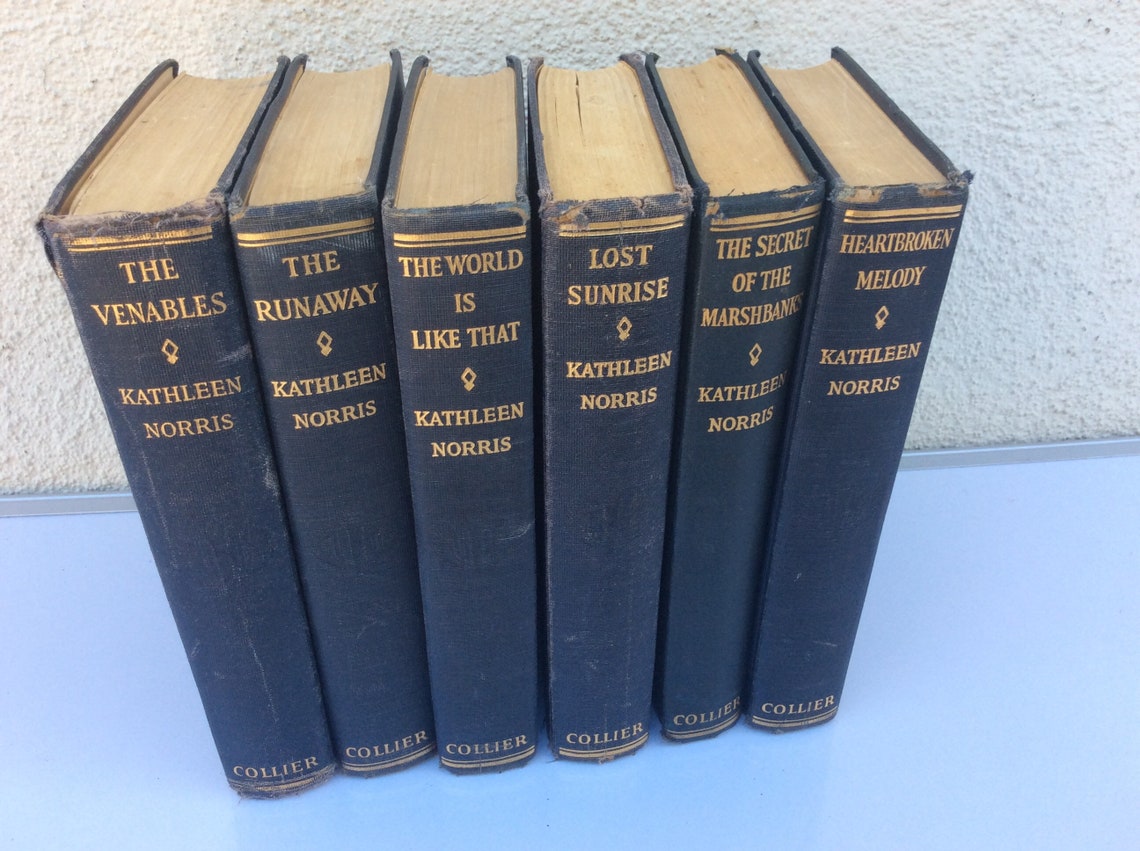 THE
VENABLES
KATHLEEN
NORRIS
COLLIER
THE
RUNAWAY
KATHLEEN
NORRIS
COLLIER
THE WORLD
IS
LIKE THAT
KATHLEEN
NORRIS
COLLIER
LOST
SUNRISE
KATHLEEN
NORRIS
COLLIER
THE SECRET
OF THE
MARSHBANKS
KATHLEEN
NORRIS
COLLIER
HEARTBROKEN
MELODY
KATHLEEN
NORRIS
COLLIER